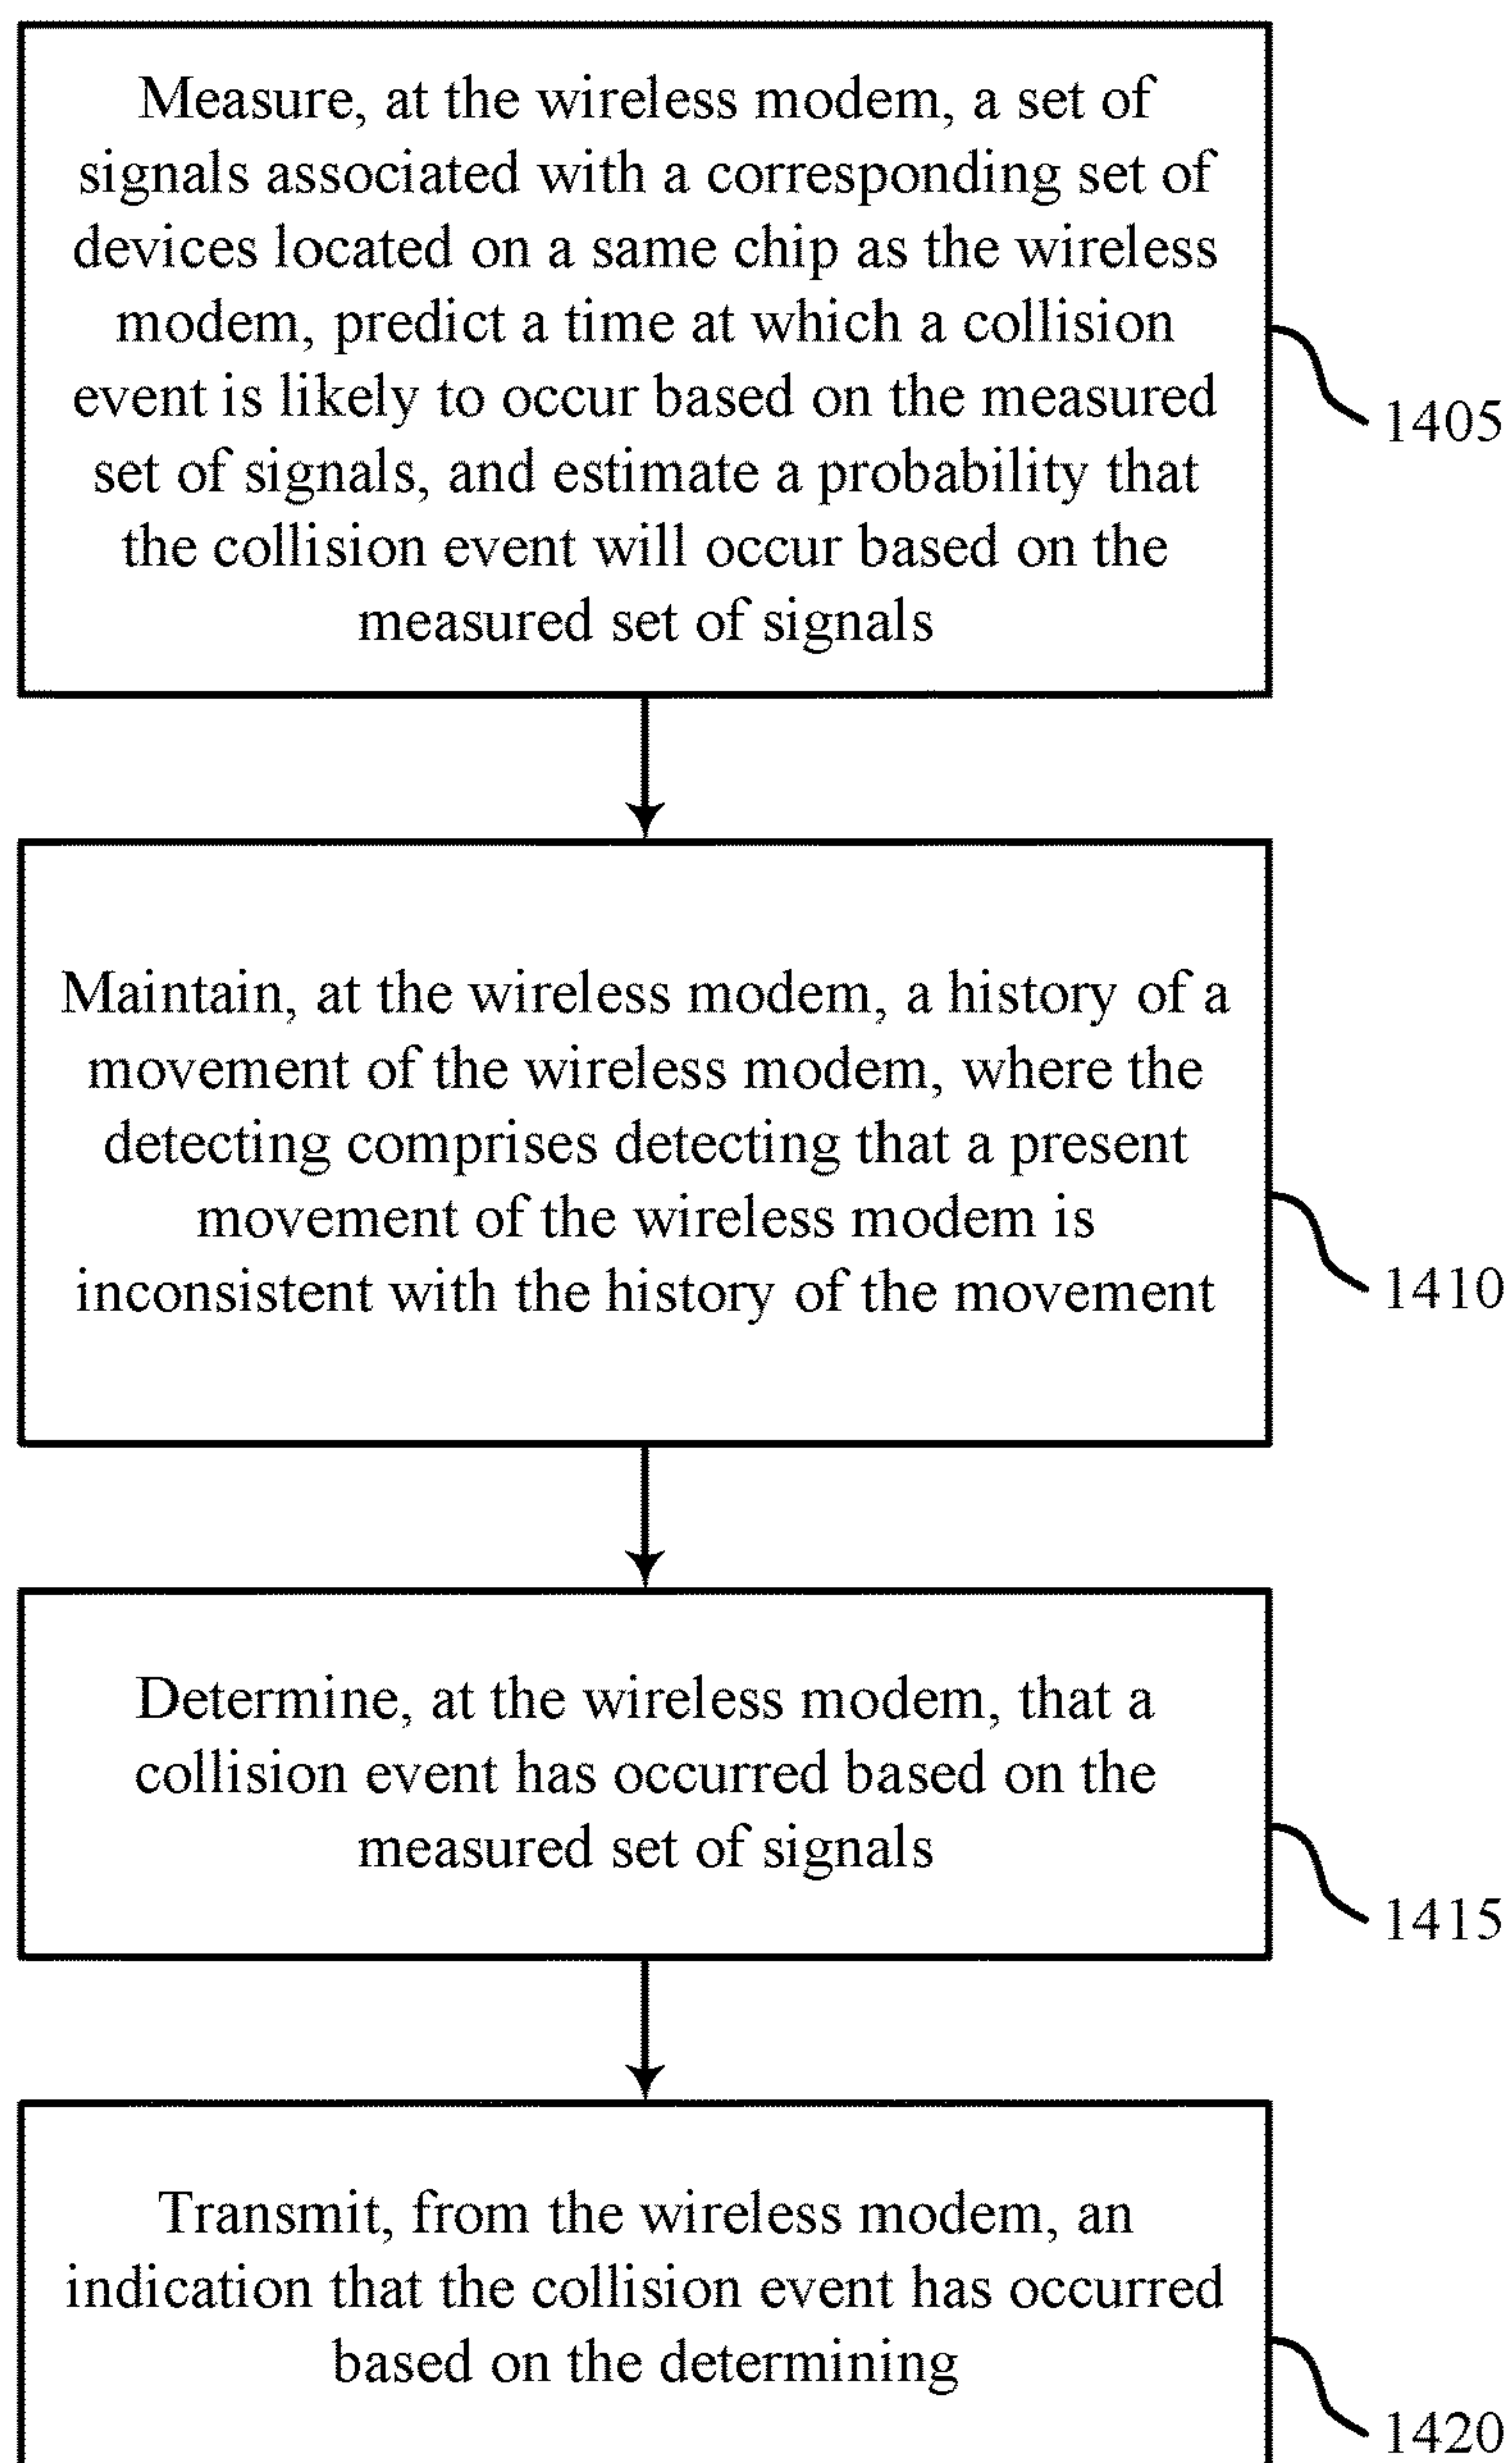 Measure, at the wireless modem, a set of
signals associated with a corresponding set of
devices located on a same chip as the wireless
modem, predict a time at which a collision
event is likely to occur based on the measured
set of signals, and estimate a probability that
the collision event will occur based on the
measured set of signals
1405
Maintain, at the wireless modem, a history of a
movement of the wireless modem, where the
detecting comprises detecting that a present
movement of the wireless modem is
inconsistent with the history of the movement
1410
Determine, at the wireless modem, that a
collision event has occurred based on the
measured set of signals
1415
Transmit, from the wireless modem, an
indication that the collision event has occurred
based on the determining
1420